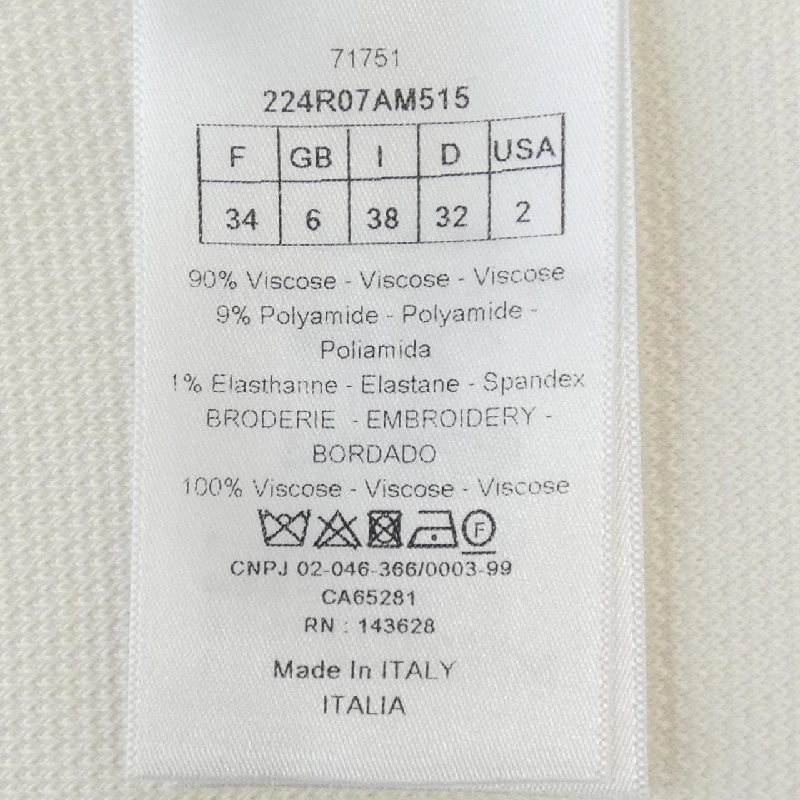 71751
224R07AM515
F GB I D USA
34 6 38 32 2
90% Viscose - Viscose - Viscose
9% Polyamide - Polyamide -
Poliamida
1% Elasthanne - Elastane - Spandex
BRODERIE - EMBROIDERY -
BORDADO
100% Viscose - Viscose - Viscose
F
CNPJ 02-046-366/0003-99
CA65281
RN : 143628
Made In ITALY
ITALIA